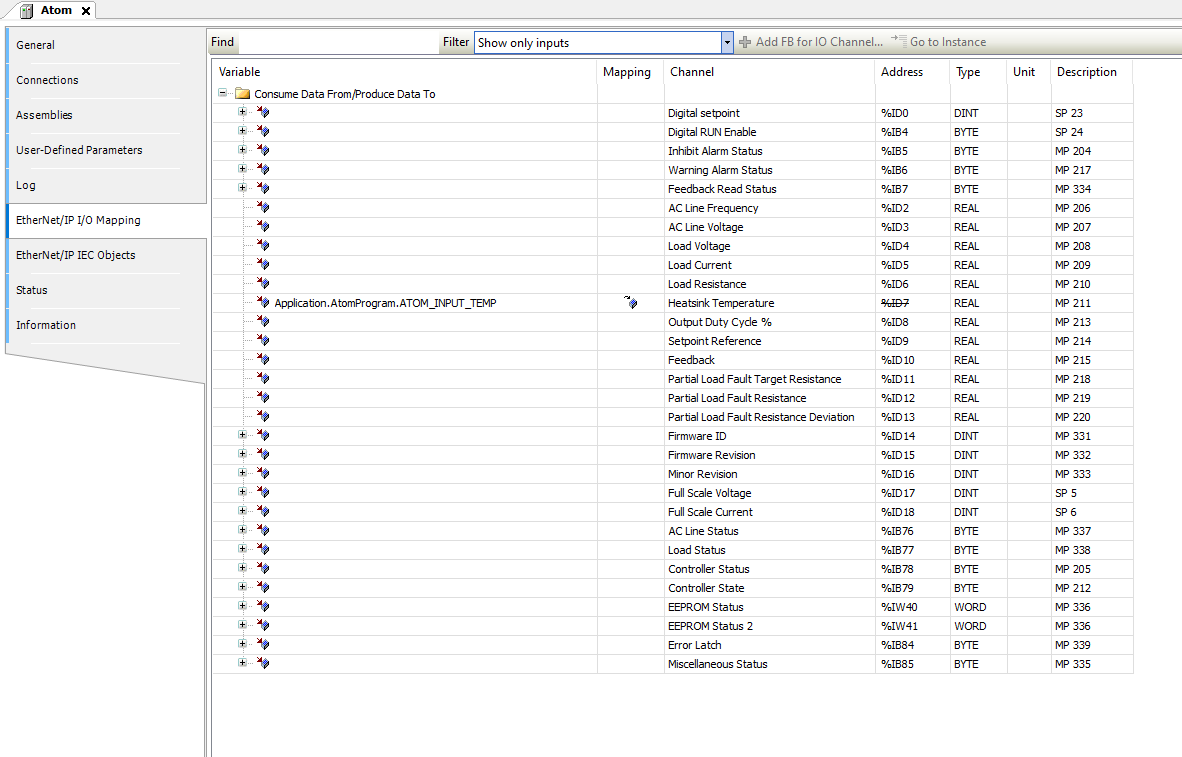 Atom
Find Filter Show only inputs Add FB for IO Channel... Go to Instance
General
Connections
Assemblies
User-Defined Parameters
Log
EtherNet/IP I/O Mapping
EtherNet/IP IEC Objects
Status
Information
Variable Mapping Channel Address Type Unit Description
Consume Data From/Produce Data To
Digital setpoint %ID0 DINT SP 23
Digital RUN Enable %IB4 BYTE SP 24
Inhibit Alarm Status %IB5 BYTE MP 204
Warning Alarm Status %IB6 BYTE MP 217
Feedback Read Status %IB7 BYTE MP 334
AC Line Frequency %ID2 REAL MP 206
AC Line Voltage %ID3 REAL MP 207
Load Voltage %ID4 REAL MP 208
Load Current %ID5 REAL MP 209
Load Resistance %ID6 REAL MP 210
Application.AtomProgram.ATOM_INPUT_TEMP Heatsink Temperature %ID7 REAL MP 211
Output Duty Cycle % %ID8 REAL MP 213
Setpoint Reference %ID9 REAL MP 214
Feedback %ID10 REAL MP 215
Partial Load Fault Target Resistance %ID11 REAL MP 218
Partial Load Fault Resistance %ID12 REAL MP 219
Partial Load Fault Resistance Deviation %ID13 REAL MP 220
Firmware ID %ID14 DINT MP 331
Firmware Revision %ID15 DINT MP 332
Minor Revision %ID16 DINT MP 333
Full Scale Voltage %ID17 DINT SP 5
Full Scale Current %ID18 DINT SP 6
AC Line Status %IB76 BYTE MP 337
Load Status %IB77 BYTE MP 338
Controller Status %IB78 BYTE MP 205
Controller State %IB79 BYTE MP 212
EEPROM Status %IW40 WORD MP 336
EEPROM Status 2 %IW41 WORD MP 336
Error Latch %IB84 BYTE MP 339
Miscellaneous Status %IB85 BYTE MP 335